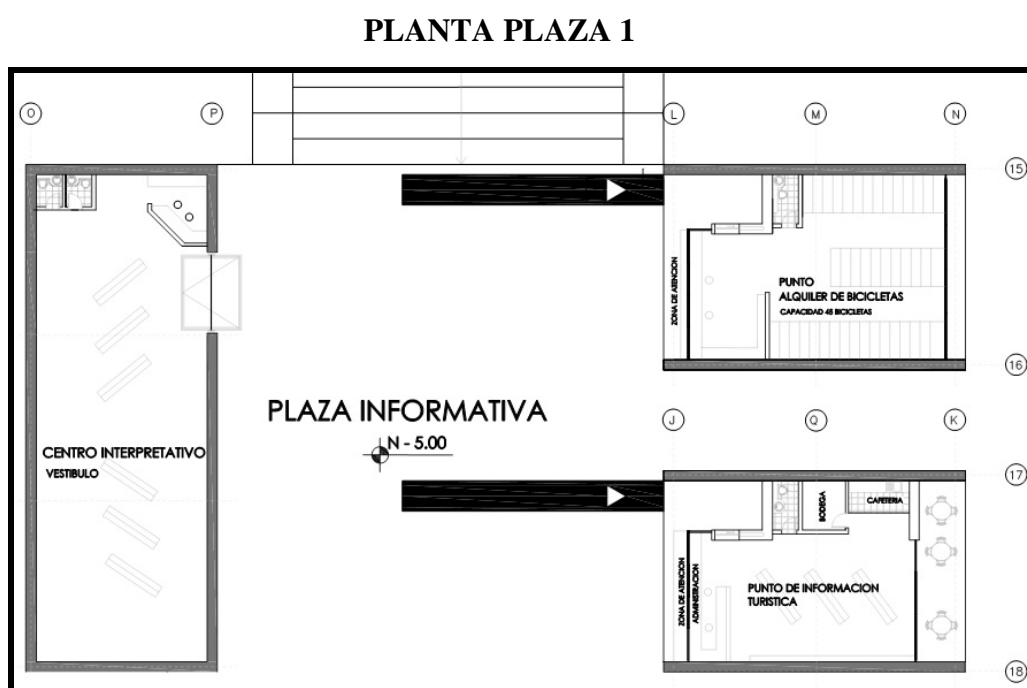 PLANTA PLAZA 1
O
P
L
M
N
15
ZONA DE ATENCION
PUNTO
ALQUILER DE BICICLETAS
CAPACIDAD 45 BICICLETAS
16
PLAZA INFORMATIVA
N - 5.00
CENTRO INTERPRETATIVO
VESTIBULO
J
Q
K
17
BODEGA
CAFETERIA
ZONA DE ATENCION
ADMINISTRACION
PUNTO DE INFORMACION
TURISTICA
18